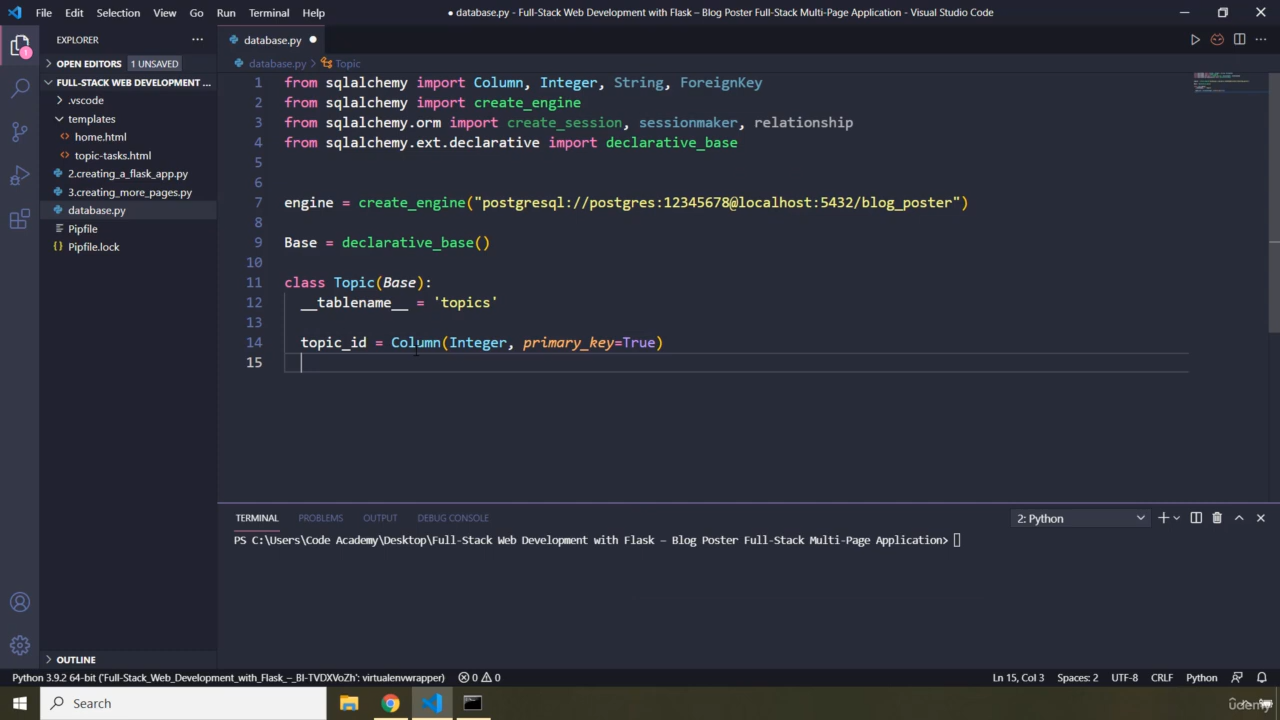 File Edit Selection View Go Run Terminal Help
● database.py - Full-Stack Web Development with Flask – Blog Poster Full-Stack Multi-Page Application - Visual Studio Code
EXPLORER
OPEN EDITORS 1 UNSAVED
FULL-STACK WEB DEVELOPMENT ...
.vscode
templates
home.html
topic-tasks.html
2.creating_a_flask_app.py
3.creating_more_pages.py
database.py
Pipfile
Pipfile.lock
OUTLINE
1
database.py
database.py > Topic
1 from sqlalchemy import Column, Integer, String, ForeignKey
2 from sqlalchemy import create_engine
3 from sqlalchemy.orm import create_session, sessionmaker, relationship
4 from sqlalchemy.ext.declarative import declarative_base
5
6
7 engine = create_engine("postgresql://postgres:12345678@localhost:5432/blog_poster")
8
9 Base = declarative_base()
10
11 class Topic(Base):
12 __tablename__ = 'topics'
13
14 topic_id = Column(Integer, primary_key=True)
15
TERMINAL PROBLEMS OUTPUT DEBUG CONSOLE
2: Python
PS C:\Users\Code Academy\Desktop\Full-Stack Web Development with Flask – Blog Poster Full-Stack Multi-Page Application>
Python 3.9.2 64-bit ('Full-Stack_Web_Development_with_Flask_–_Bl-TVDXVoZh': virtualenvwrapper) 0 0
Ln 15, Col 3 Spaces: 2 UTF-8 CRLF Python
Search
udemy